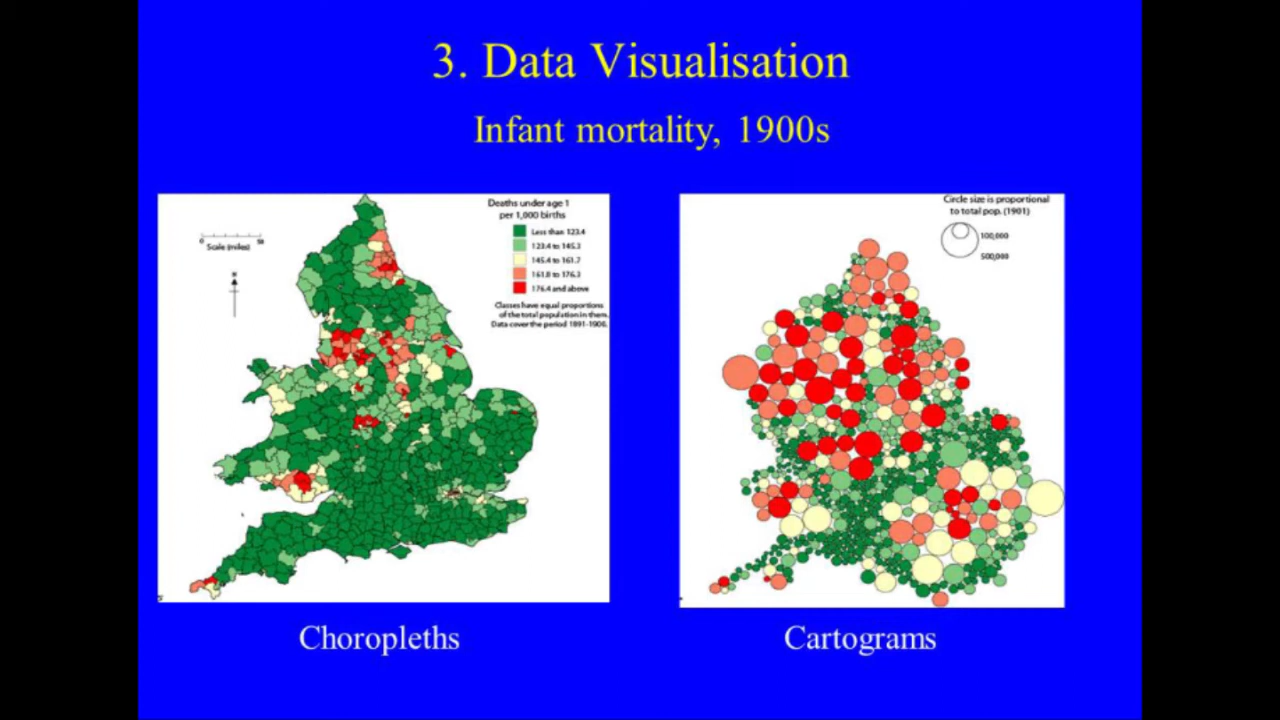 3. Data Visualisation
Infant mortality, 1900s
0 50
Scale (miles)
N
Deaths under age 1
per 1,000 births
Less than 123.4
123.4 to 145.3
145.4 to 161.7
161.8 to 176.3
176.4 and above
Classes have equal proportions
of the total population in them.
Data cover the period 1891-1908.
Circle size is proportional
to total pop. (1901)
100,000
500,000
Choropleths
Cartograms